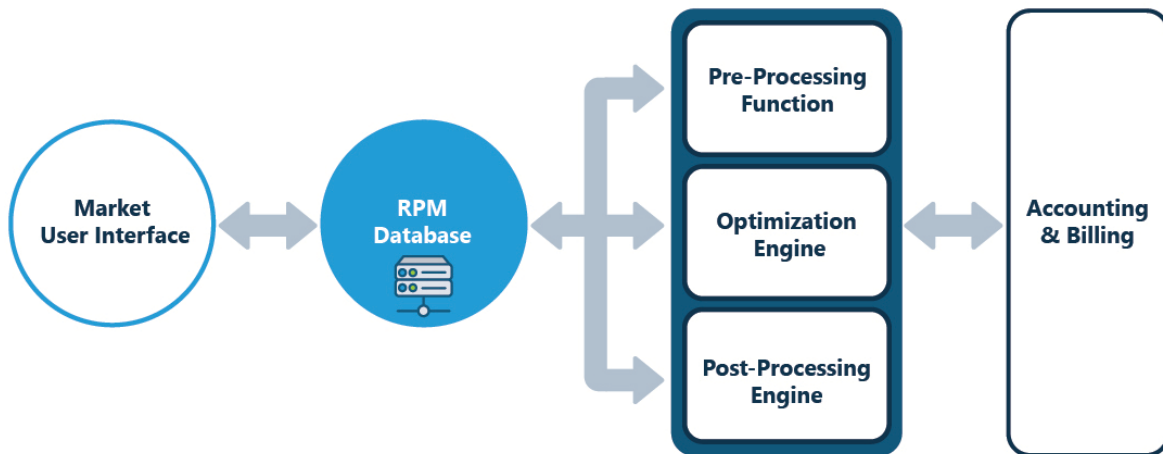 Market
User Interface
RPM
Database
Pre-Processing
Function
Optimization
Engine
Post-Processing
Engine
Accounting
& Billing